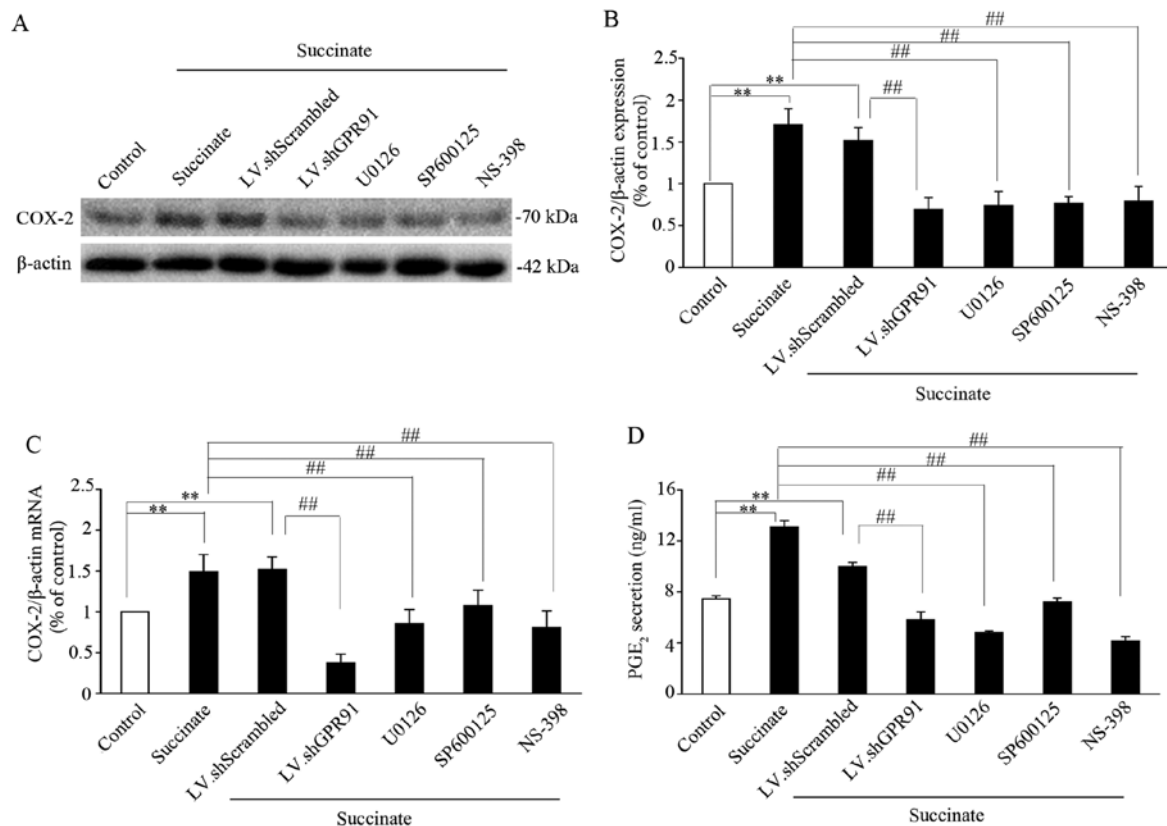 A
Succinate
Control
Succinate
LV.shScrambled
LV.shGPR91
U0126
SP600125
NS-398
COX-2
-70 kDa
β-actin
-42 kDa
B
##
##
##
**
**
##
COX-2/β-actin expression
(% of control)
2.5
2
1.5
1
0.5
0
Control
Succinate
LV.shScrambled
LV.shGPR91
U0126
SP600125
NS-398
Succinate
C
##
##
##
**
**
##
COX-2/β-actin mRNA
(% of control)
2.5
2
1.5
1
0.5
0
Control
Succinate
LV.shScrambled
LV.shGPR91
U0126
SP600125
NS-398
Succinate
D
##
##
##
**
**
##
PGE₂ secretion (ng/ml)
16
12
8
4
0
Control
Succinate
LV.shScrambled
LV.shGPR91
U0126
SP600125
NS-398
Succinate